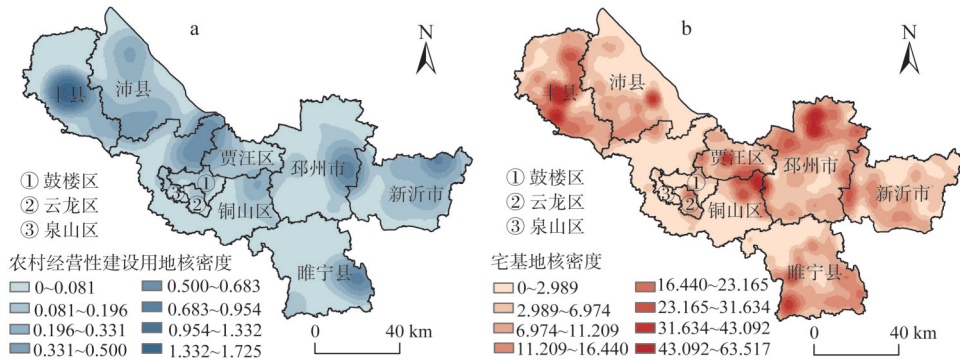 a
N
丰县
沛县
贾汪区
邳州市
新沂市
铜山区
睢宁县
①
②
③
① 鼓楼区
② 云龙区
③ 泉山区
农村经营性建设用地核密度
0~0.081
0.081~0.196
0.196~0.331
0.331~0.500
0.500~0.683
0.683~0.954
0.954~1.332
1.332~1.725
0 40 km
b
N
丰县
沛县
贾汪区
邳州市
新沂市
铜山区
睢宁县
①
②
③
① 鼓楼区
② 云龙区
③ 泉山区
宅基地核密度
0~2.989
2.989~6.974
6.974~11.209
11.209~16.440
16.440~23.165
23.165~31.634
31.634~43.092
43.092~63.517
0 40 km